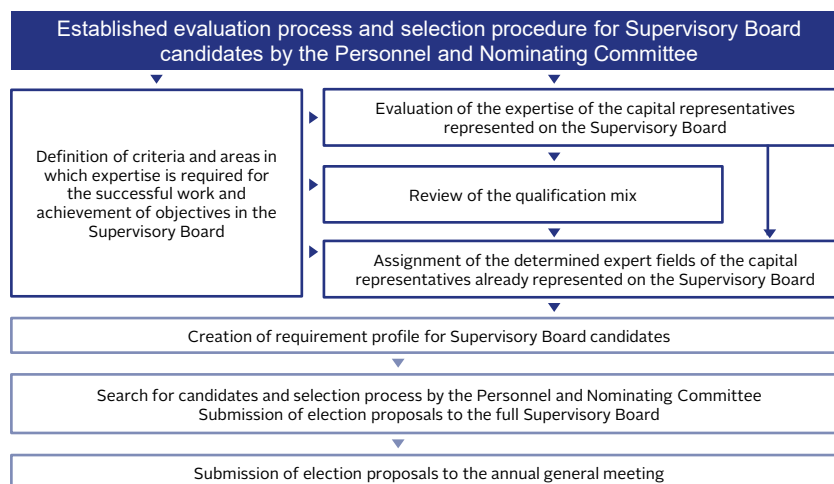 Established evaluation process and selection procedure for Supervisory Board
candidates by the Personnel and Nominating Committee
Definition of criteria and areas in
which expertise is required for
the successful work and
achievement of objectives in the
Supervisory Board
Evaluation of the expertise of the capital representatives
represented on the Supervisory Board
Review of the qualification mix
Assignment of the determined expert fields of the capital
representatives already represented on the Supervisory Board
Creation of requirement profile for Supervisory Board candidates
Search for candidates and selection process by the Personnel and Nominating Committee
Submission of election proposals to the full Supervisory Board
Submission of election proposals to the annual general meeting